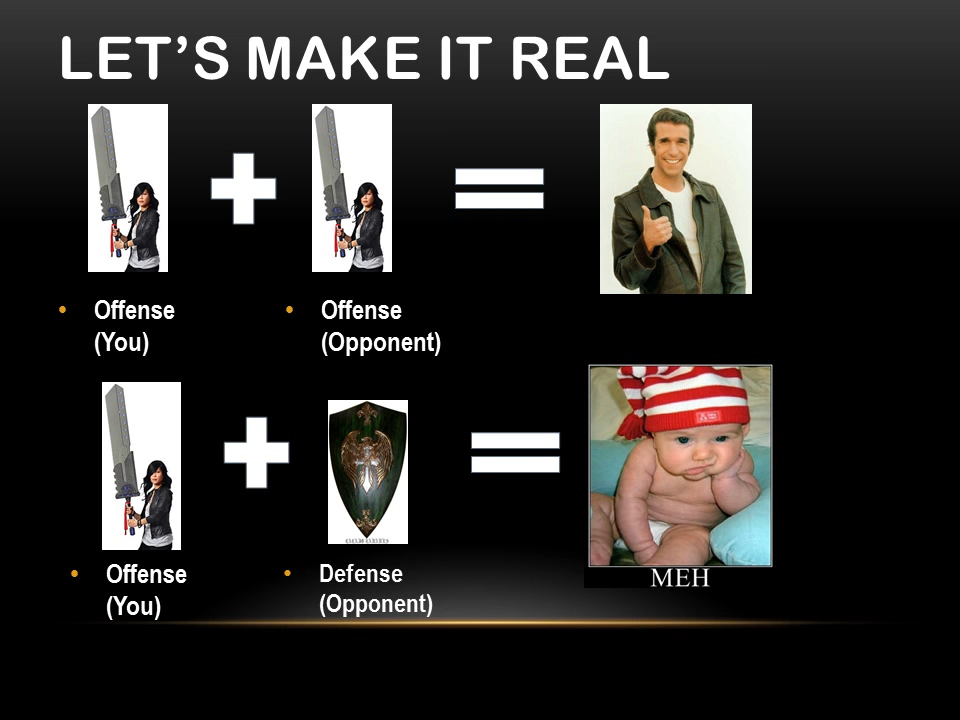 LET’S MAKE IT REAL
• Offense
(You)
• Offense
(Opponent)
MEH
• Offense
(You)
• Defense
(Opponent)